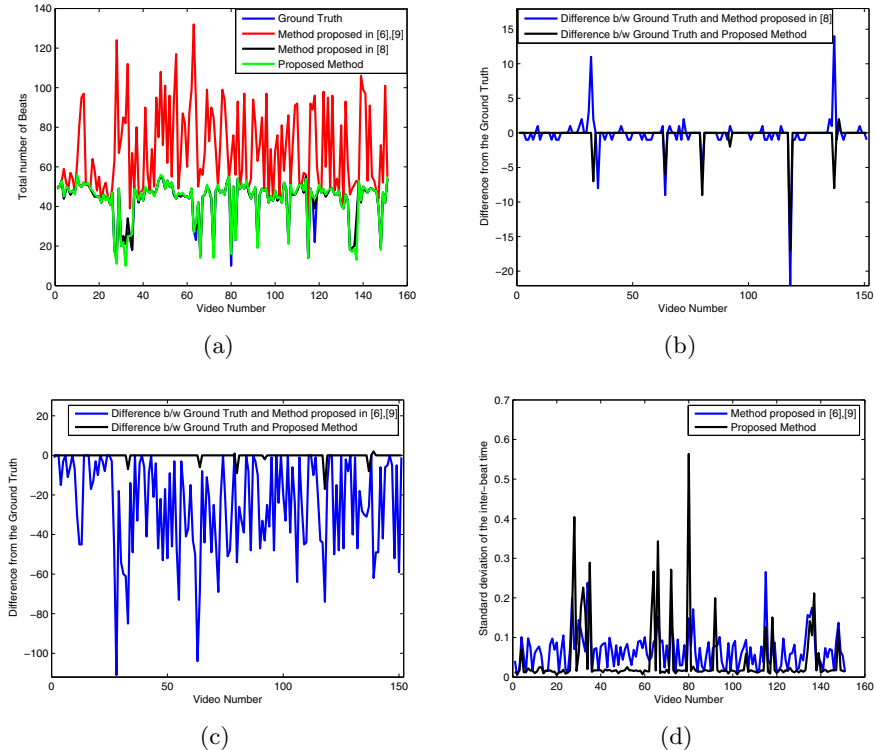 140
120
100
80
60
40
20
0
Total number of Beats
Ground Truth
Method proposed in [6],[9]
Method proposed in [8]
Proposed Method
0 20 40 60 80 100 120 140 160
Video Number
(a)
15
10
5
0
−5
−10
−15
−20
Difference from the Ground Truth
Difference b/w Ground Truth and Method proposed in [8]
Difference b/w Ground Truth and Proposed Method
0 50 100 150
Video Number
(b)
20
0
−20
−40
−60
−80
−100
Difference from the Ground Truth
Difference b/w Ground Truth and Method proposed in [6],[9]
Difference b/w Ground Truth and Proposed Method
0 50 100 150
Video Number
(c)
0.7
0.6
0.5
0.4
0.3
0.2
0.1
0
Standard deviation of the inter−beat time
Method proposed in [6],[9]
Proposed Method
0 20 40 60 80 100 120 140 160
Video Number
(d)